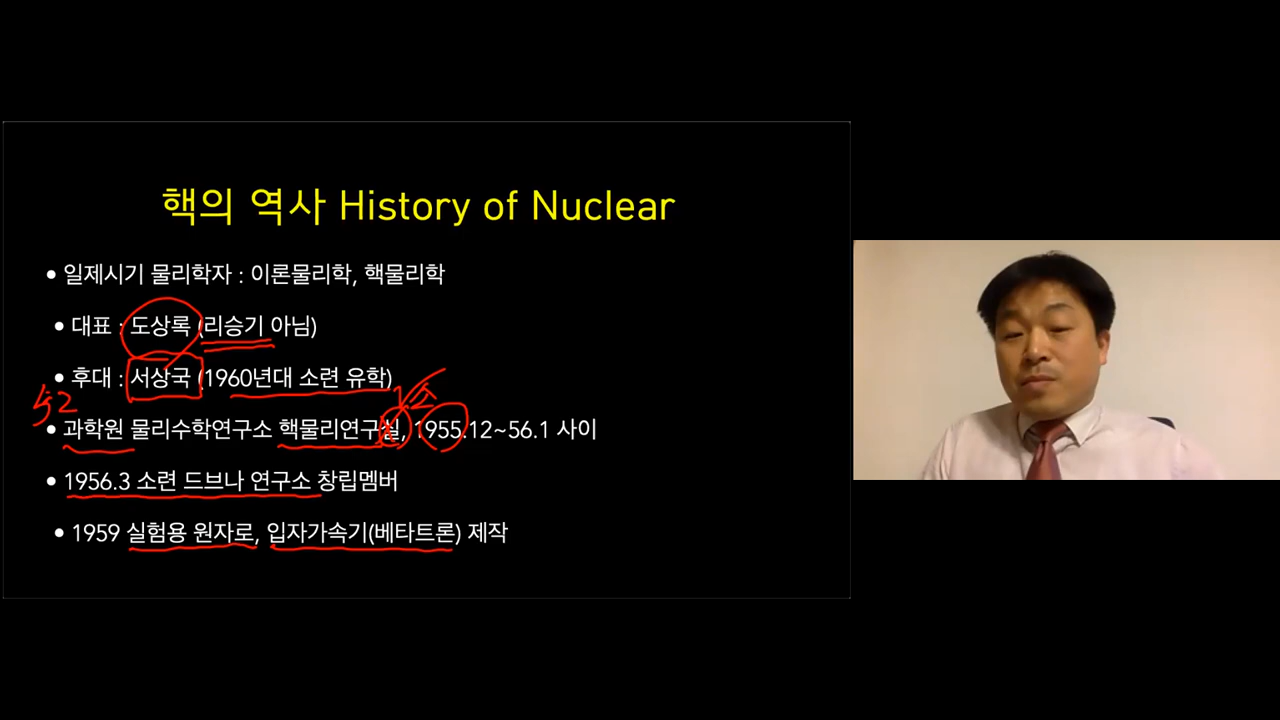 핵의 역사 History of Nuclear
• 일제시기 물리학자 : 이론물리학, 핵물리학
• 대표 : 도상록 (리승기 아님)
• 후대 : 서상국 (1960년대 소련 유학)
52
• 과학원 물리수학연구소 핵물리연구실, 1955.12~56.1 사이
• 1956.3 소련 드브나 연구소 창립멤버
• 1959 실험용 원자로, 입자가속기(베타트론) 제작